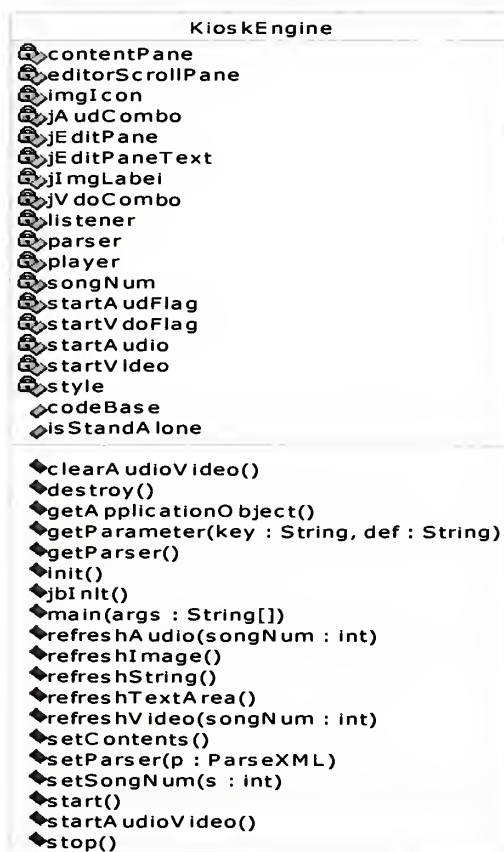 KioskEngine
contentPane
editorScrollPane
imgIcon
jAudCombo
jEditPane
jEditPaneText
jImgLabel
jVdoCombo
listener
parser
player
songNum
startAudFlag
startVdoFlag
startAudio
startVideo
style
codeBase
isStandAlone
clearAudioVideo()
destroy()
getApplicationObject()
getParameter(key : String, def : String)
getParser()
init()
jbInit()
main(args : String[])
refreshAudio(songNum : int)
refreshImage()
refreshString()
refreshTextArea()
refreshVideo(songNum : int)
setContents()
setParser(p : ParseXML)
setSongNum(s : int)
start()
startAudioVideo()
stop()